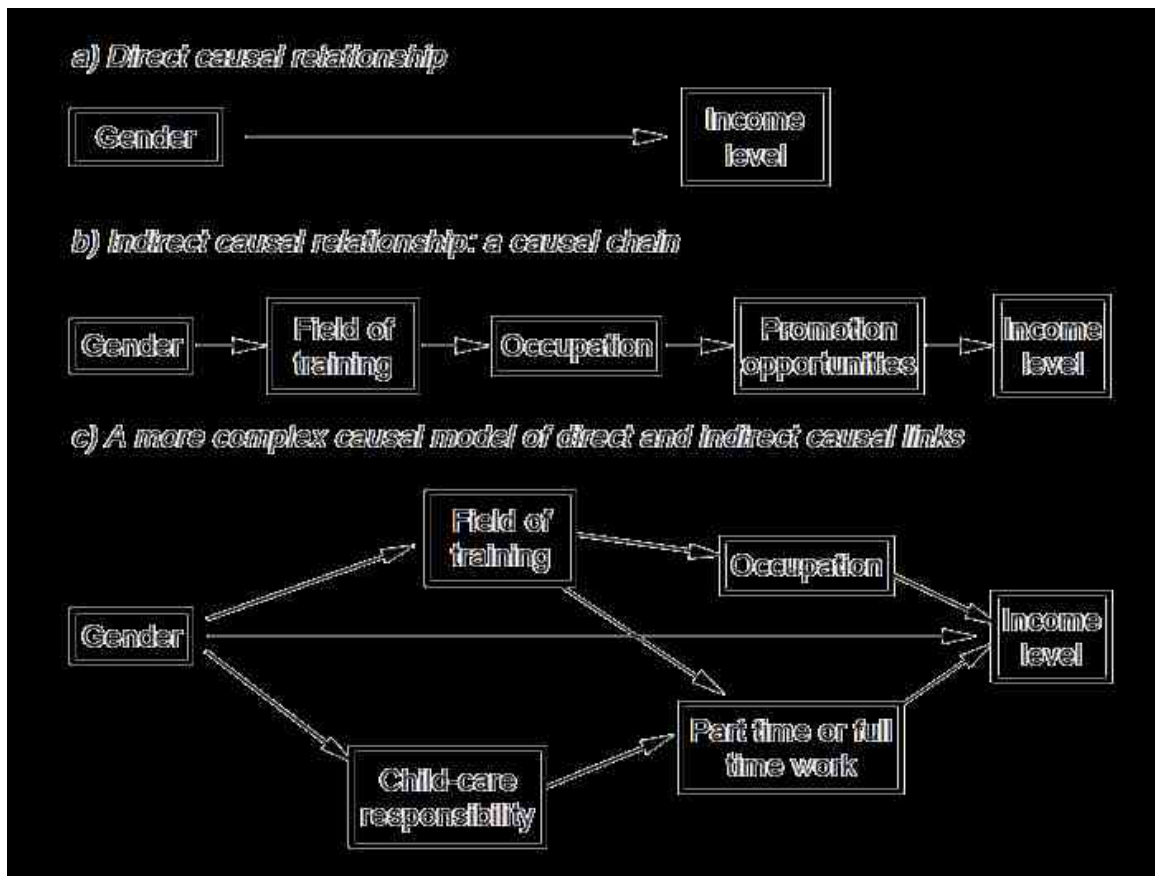 a) Direct causal relationship
Gender
Income
level
b) Indirect causal relationship: a causal chain
Gender
Field of
training
Occupation
Promotion
opportunities
Income
level
c) A more complex causal model of direct and indirect causal links
Field of
training
Occupation
Gender
Income
level
Part time or full
time work
Child-care
responsibility